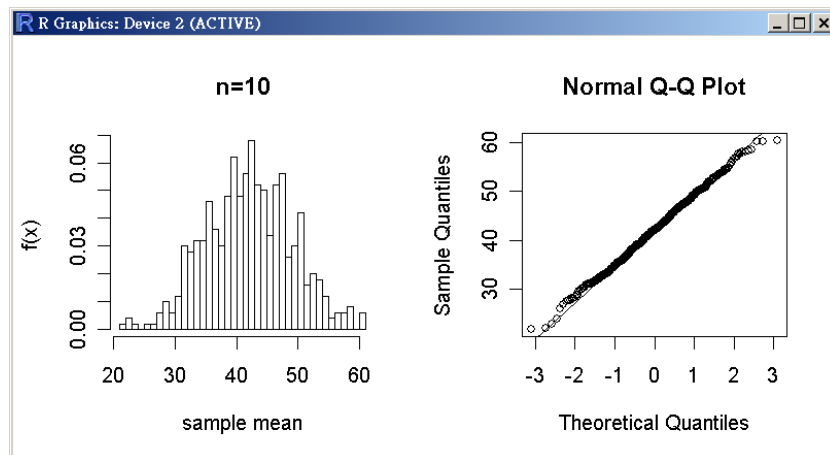 R Graphics: Device 2 (ACTIVE)
n=10
f(x)
0.00
0.03
0.06
20
30
40
50
60
sample mean
Normal Q-Q Plot
Sample Quantiles
30
40
50
60
-3
-2
-1
0
1
2
3
Theoretical Quantiles